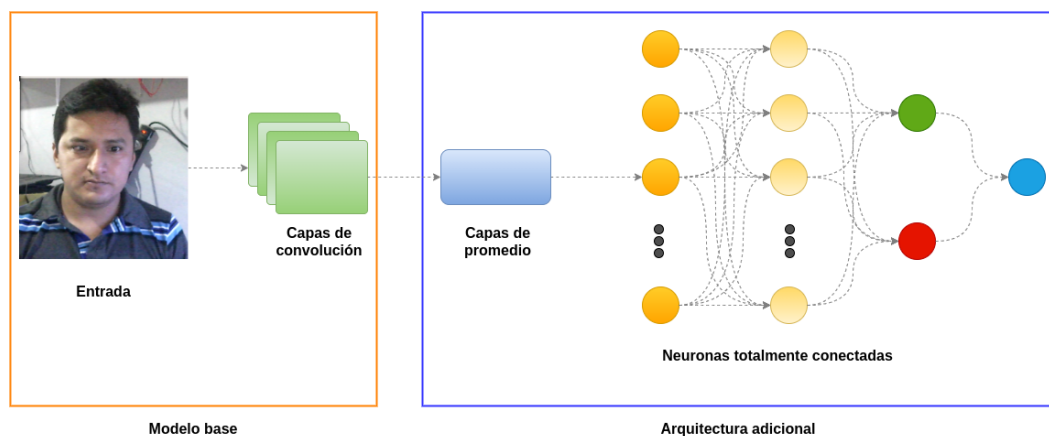 Entrada
Capas de
convolución
Modelo base
Capas de
promedio
Neuronas totalmente conectadas
Arquitectura adicional